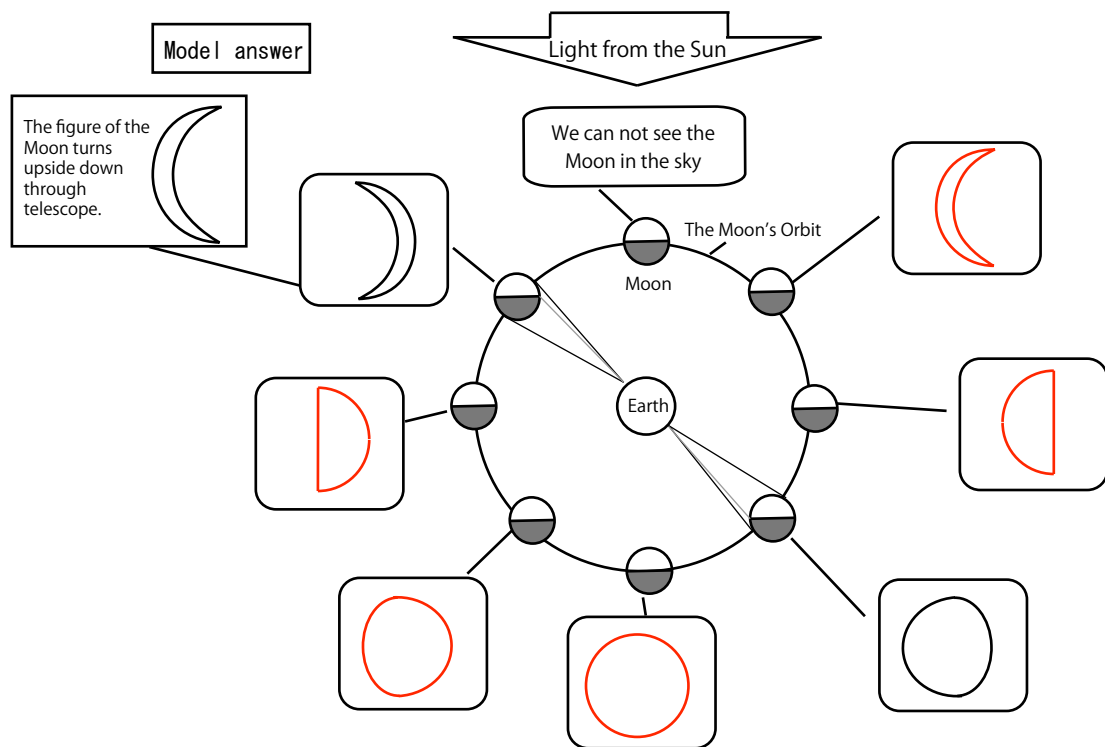 Model answer
Light from the Sun
The figure of the
Moon turns
upside down
through
telescope.
We can not see the
Moon in the sky
The Moon's Orbit
Moon
Earth